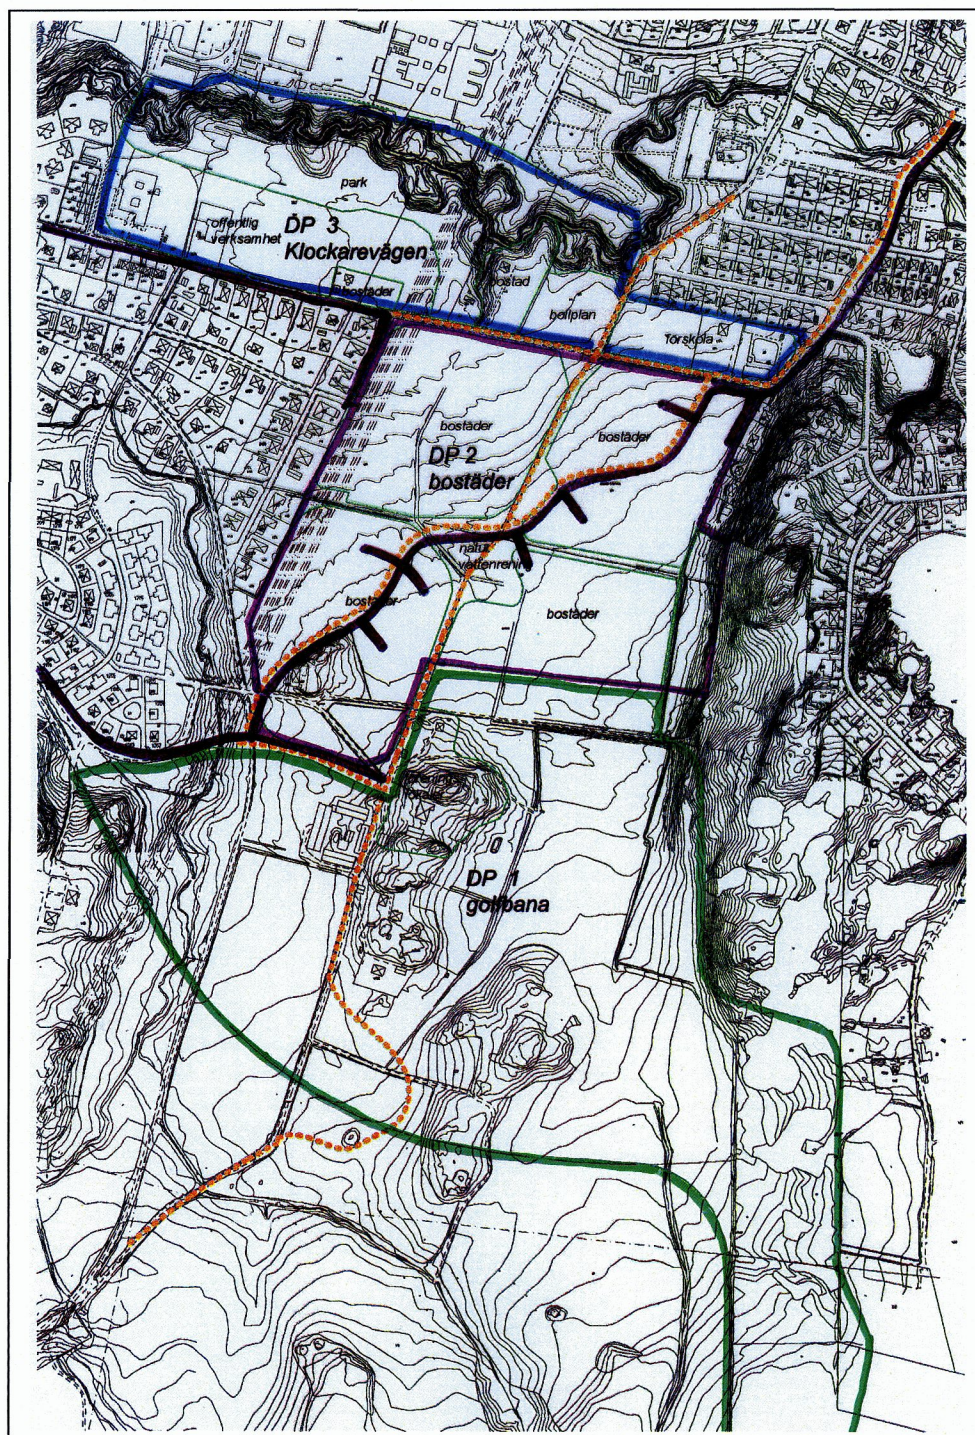 park
offentlig
verksamhet
DP 3
Klockarevägen
bostäder
bostad
bollplan
förskola
bostäder
DP 2
bostäder
bostäder
natur
vattenrening
bostäder
bostäder
DP 1
golfbana